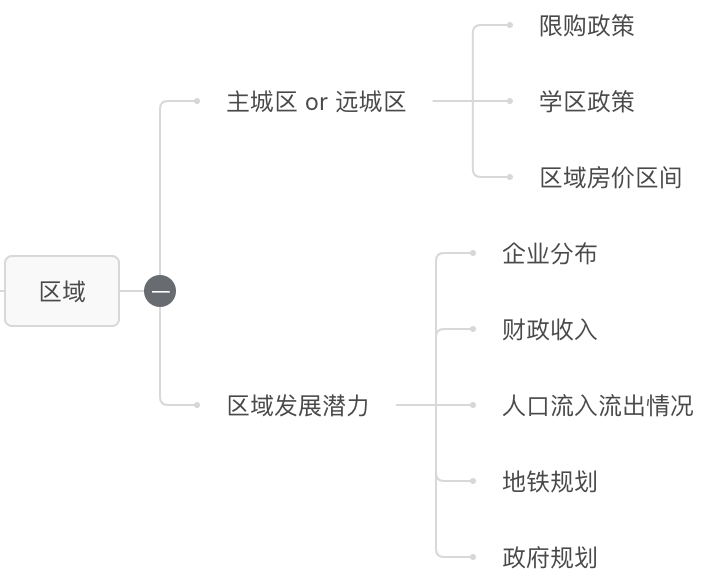 区域
主城区 or 远城区
限购政策
学区政策
区域房价区间
区域发展潜力
企业分布
财政收入
人口流入流出情况
地铁规划
政府规划